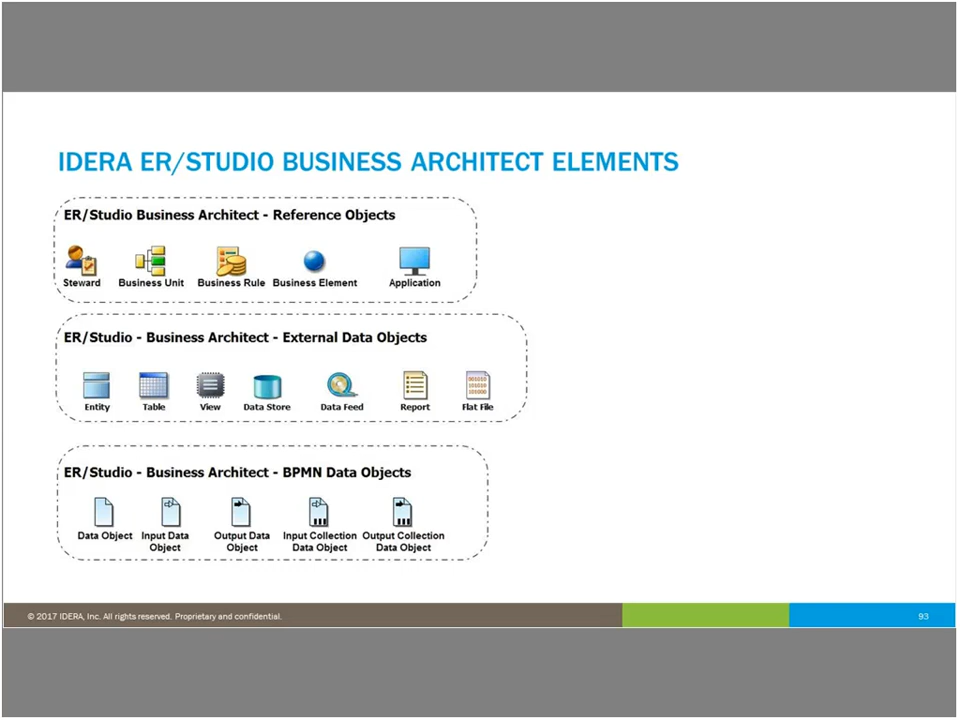 IDERA ER/STUDIO BUSINESS ARCHITECT ELEMENTS
ER/Studio Business Architect - Reference Objects
Steward Business Unit Business Rule Business Element Application
ER/Studio - Business Architect - External Data Objects
Entity Table View Data Store Data Feed Report Flat File
001010
101010
101000
ER/Studio - Business Architect - BPMN Data Objects
Data Object Input Data Output Data Input Collection Output Collection
Object Object Data Object Data Object
© 2017 IDERA, Inc. All rights reserved. Proprietary and confidential. 93